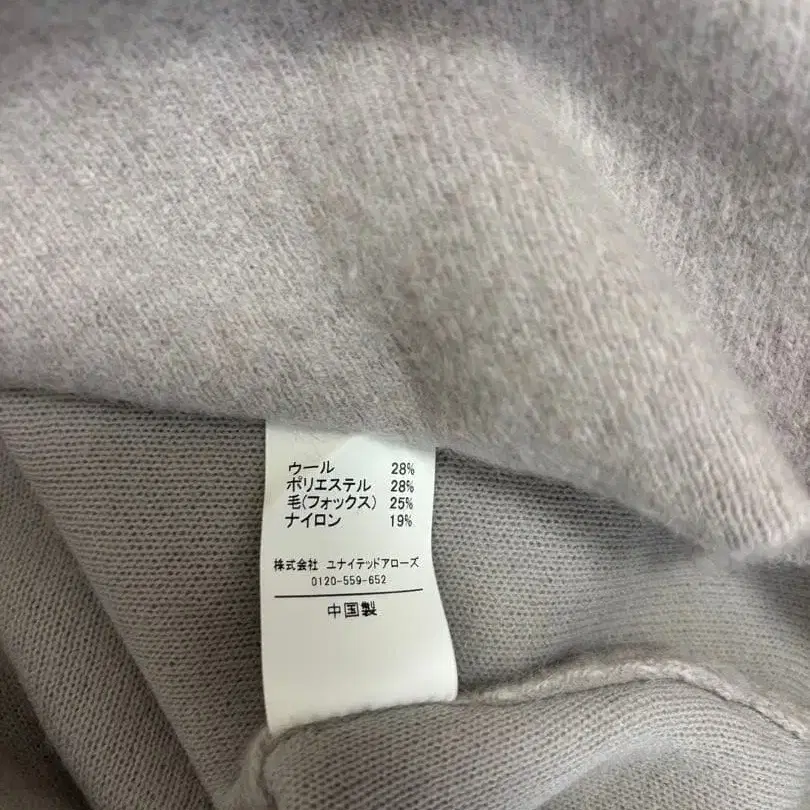 ウール 28%
ポリエステル 28%
毛(フォックス) 25%
ナイロン 19%
株式会社 ユナイテッドアローズ
0120-559-652
中国製